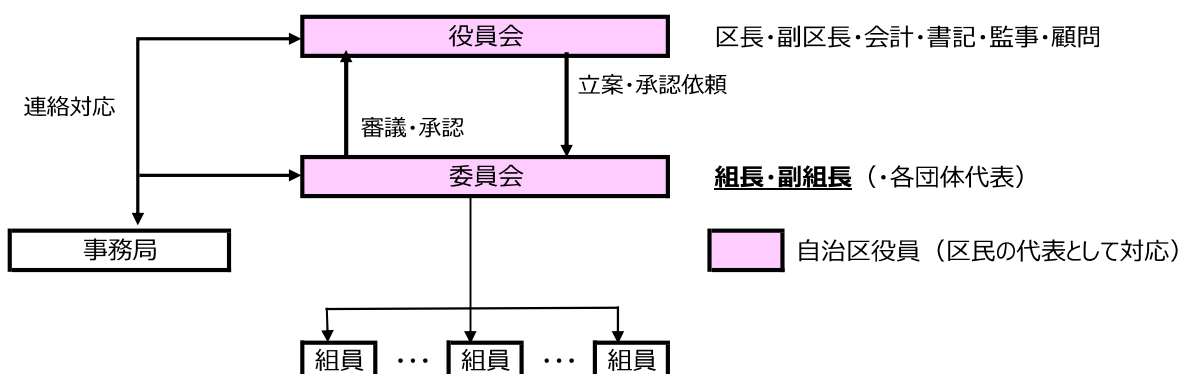 役員会
区長・副区長・会計・書記・監事・顧問
立案・承認依頼
連絡対応
審議・承認
委員会
組長・副組長（・各団体代表）
事務局
自治区役員（区民の代表として対応）
組員 ・・・ 組員 ・・・ 組員